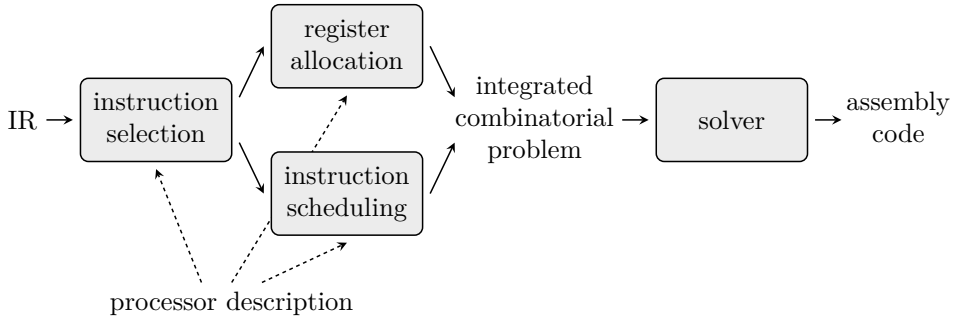 IR
instruction
selection
register
allocation
instruction
scheduling
integrated
combinatorial
problem
solver
assembly
code
processor description